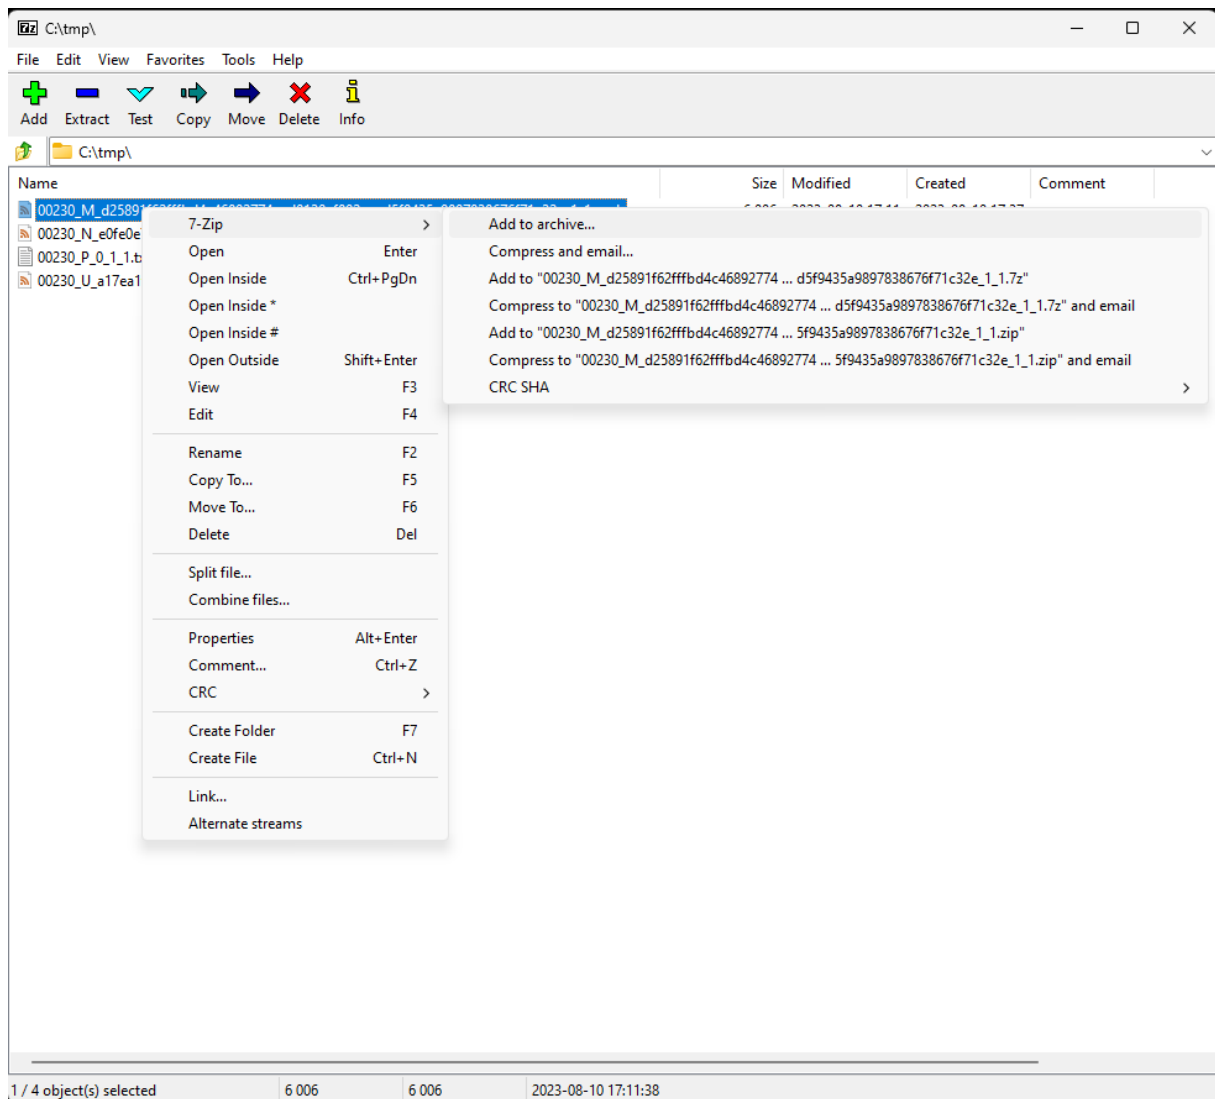 C:\tmp\
File Edit View Favorites Tools Help
Add Extract Test Copy Move Delete Info
C:\tmp\
Name Size Modified Created Comment
00230_M_d25891
00230_N_e0fe0e
00230_P_0_1_1.t
00230_U_a17ea1
7-Zip
Open Enter
Open Inside Ctrl+PgDn
Open Inside *
Open Inside #
Open Outside Shift+Enter
View F3
Edit F4
Rename F2
Copy To... F5
Move To... F6
Delete Del
Split file...
Combine files...
Properties Alt+Enter
Comment... Ctrl+Z
CRC
Create Folder F7
Create File Ctrl+N
Link...
Alternate streams
Add to archive...
Compress and email...
Add to "00230_M_d25891f62fffbd4c46892774 ... d5f9435a9897838676f71c32e_1_1.7z"
Compress to "00230_M_d25891f62fffbd4c46892774 ... d5f9435a9897838676f71c32e_1_1.7z" and email
Add to "00230_M_d25891f62fffbd4c46892774 ... 5f9435a9897838676f71c32e_1_1.zip"
Compress to "00230_M_d25891f62fffbd4c46892774 ... 5f9435a9897838676f71c32e_1_1.zip" and email
CRC SHA
1 / 4 object(s) selected 6 006 6 006 2023-08-10 17:11:38